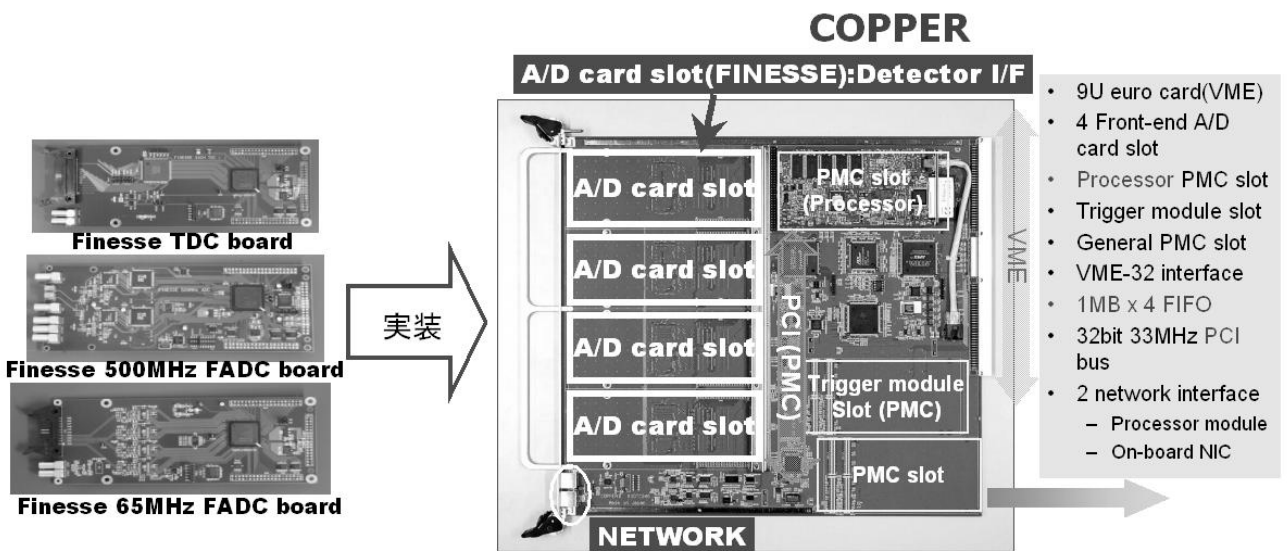 COPPER
A/D card slot(FINESSE):Detector I/F
Finesse TDC board
Finesse 500MHz FADC board
Finesse 65MHz FADC board
実装
A/D card slot
A/D card slot
A/D card slot
A/D card slot
PMC slot
(Processor)
PCI (PMC)
Trigger module
Slot (PMC)
PMC slot
NETWORK
VME
• 9U euro card(VME)
• 4 Front-end A/D
card slot
• Processor PMC slot
• Trigger module slot
• General PMC slot
• VME-32 interface
• 1MB x 4 FIFO
• 32bit 33MHz PCI
bus
• 2 network interface
– Processor module
– On-board NIC